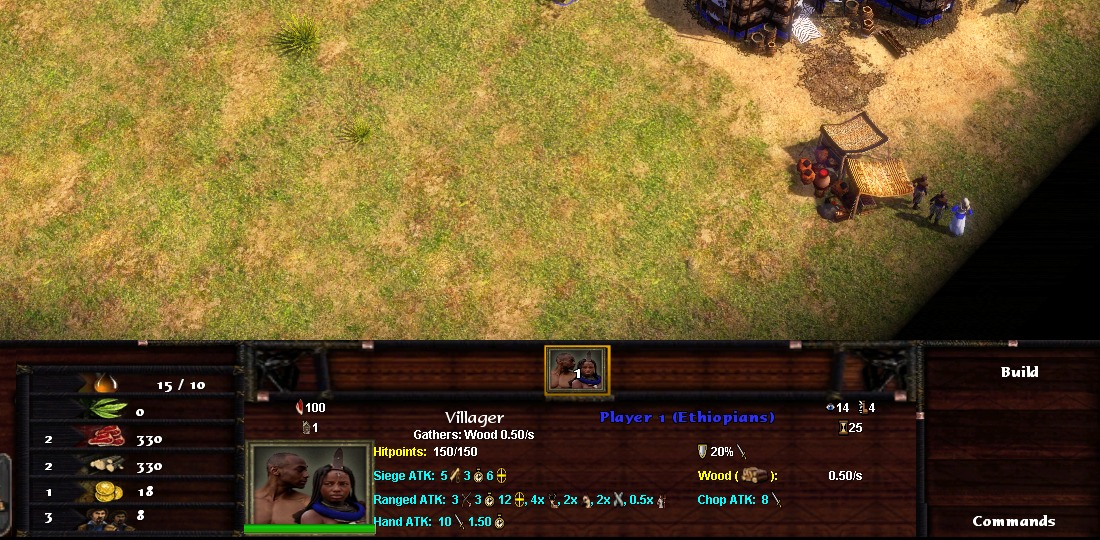 1
Build
15 / 10
0
2 330
2 330
1 18
3 8
100
1
Villager
Player 1 (Ethiopians)
14 4
25
Gathers: Wood 0.50/s
Hitpoints: 150/150
20%
Siege ATK: 5 3 6
Wood ( ): 0.50/s
Ranged ATK: 3 3 12 , 4x , 2x , 2x , 0.5x
Chop ATK: 8
Hand ATK: 10 1.50
Commands